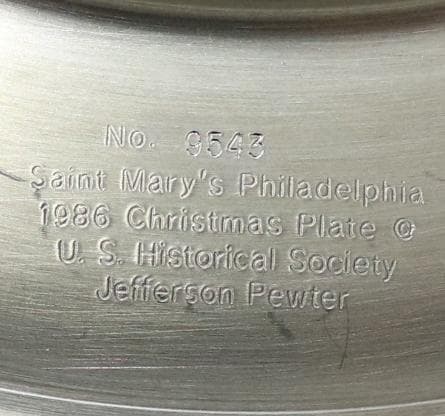 No. 9543
Saint Mary's Philadelphia
1986 Christmas Plate ©
U. S. Historical Society
Jefferson Pewter